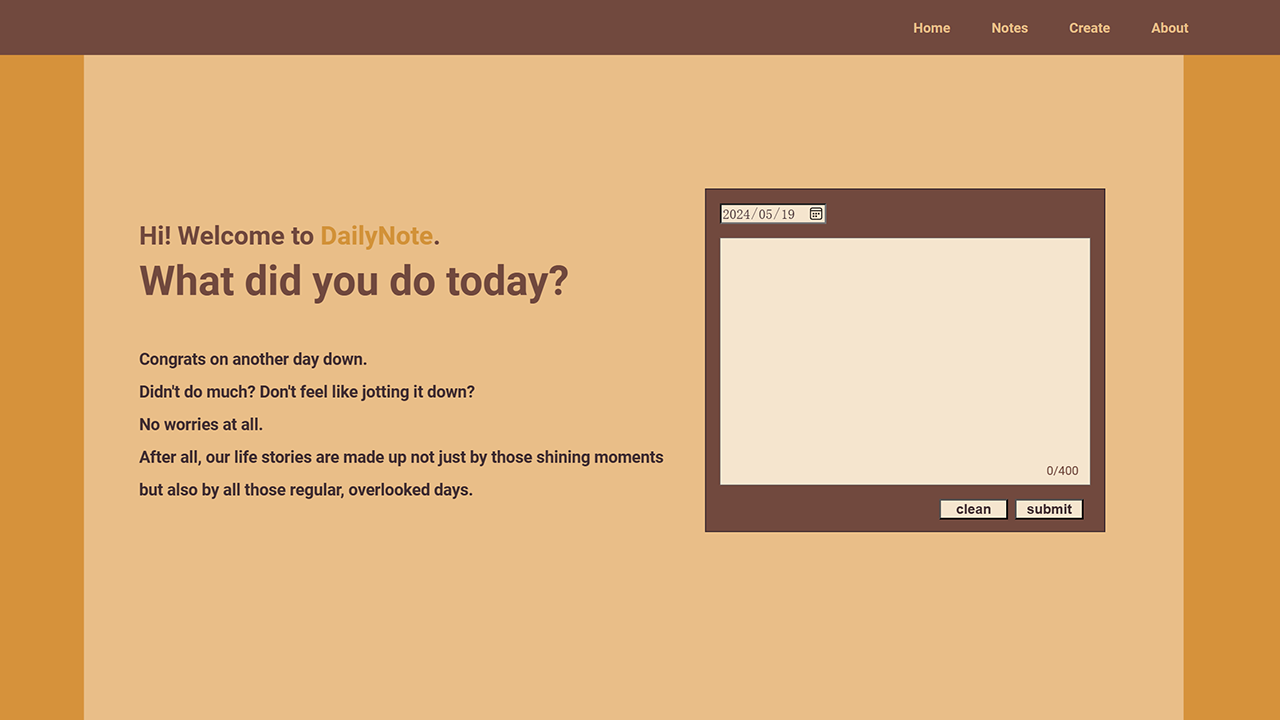 Home Notes Create About
Hi! Welcome to DailyNote.
What did you do today?
Congrats on another day down.
Didn't do much? Don't feel like jotting it down?
No worries at all.
After all, our life stories are made up not just by those shining moments
but also by all those regular, overlooked days.
2024/05/19
0/400
clean submit